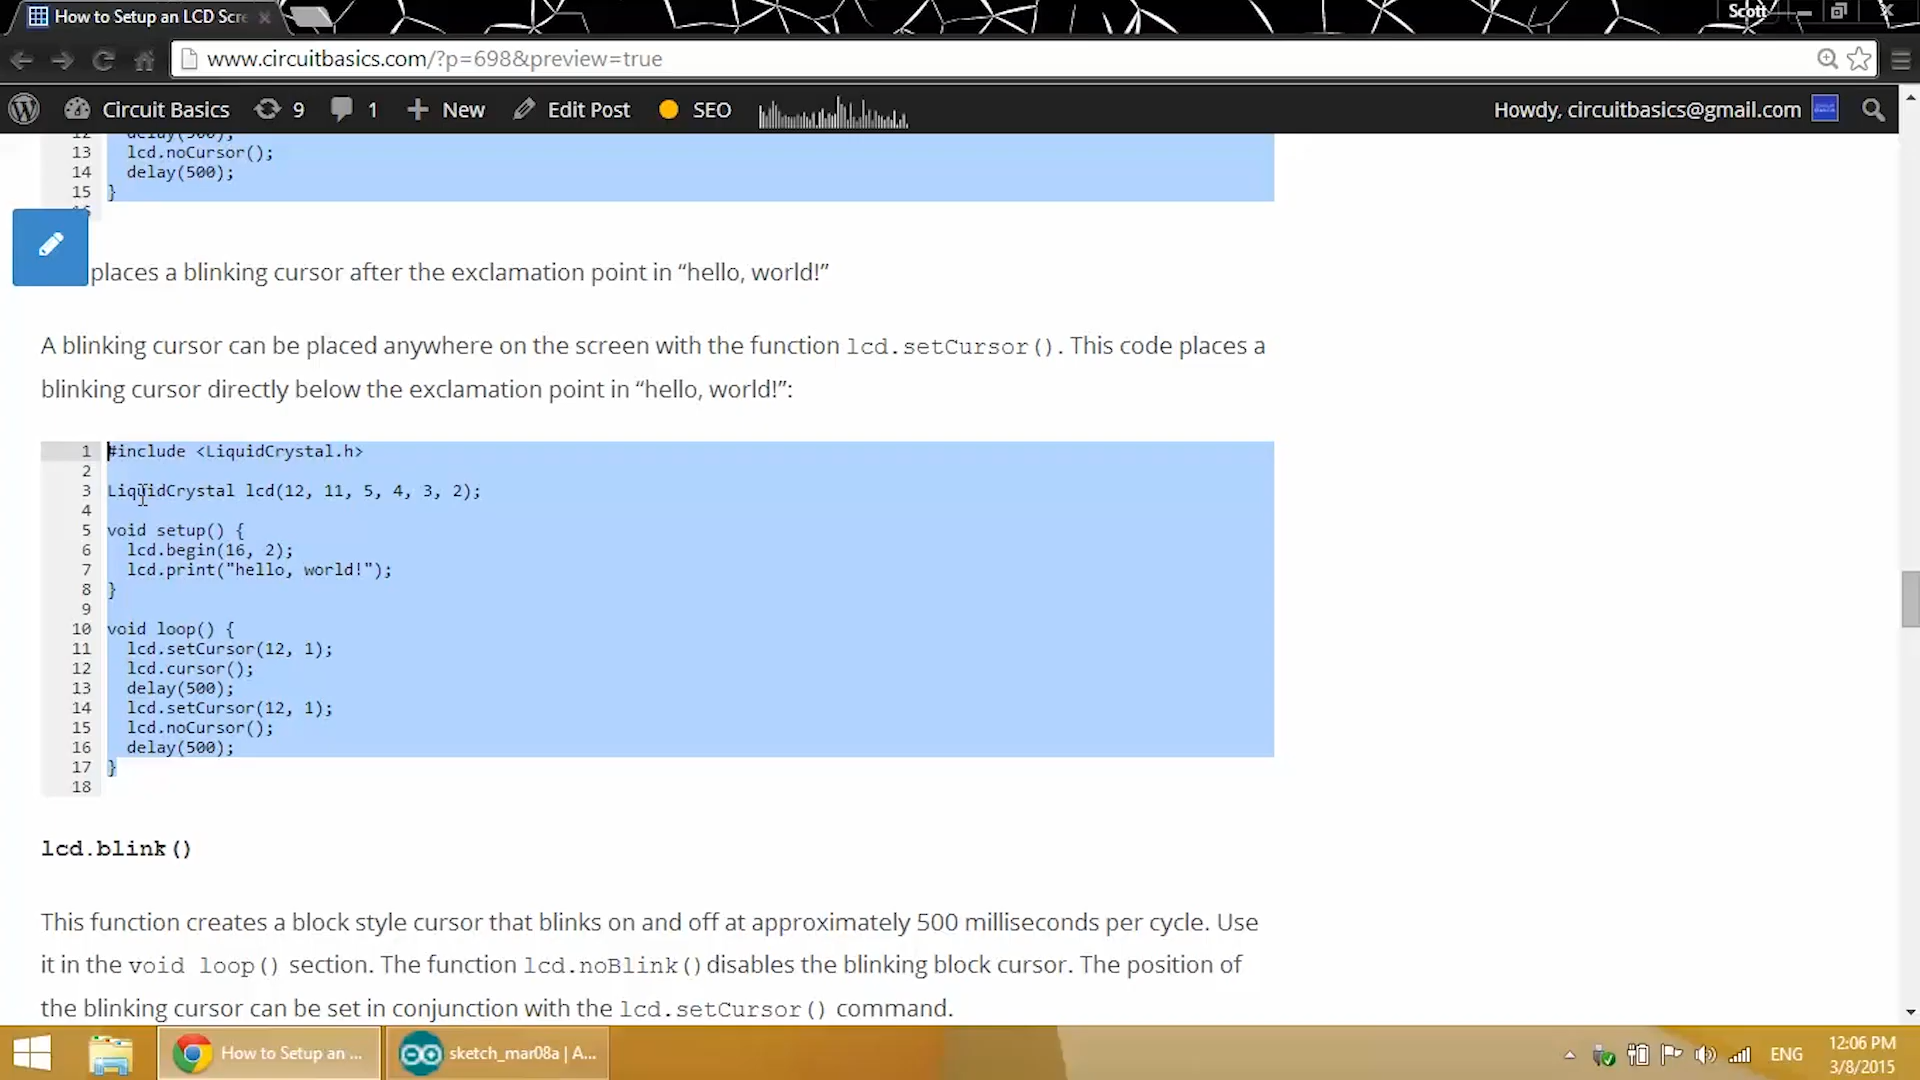 How to Setup an LCD Scre
Scott
www.circuitbasics.com/?p=698&preview=true
Circuit Basics 9 1 New Edit Post SEO Howdy, circuitbasics@gmail.com
12 delay(500);
13 lcd.noCursor();
14 delay(500);
15 }
16
places a blinking cursor after the exclamation point in “hello, world!”
A blinking cursor can be placed anywhere on the screen with the function lcd.setCursor(). This code places a
blinking cursor directly below the exclamation point in “hello, world!”:
1 #include <LiquidCrystal.h>
2
3 LiquidCrystal lcd(12, 11, 5, 4, 3, 2);
4
5 void setup() {
6 lcd.begin(16, 2);
7 lcd.print("hello, world!");
8 }
9
10 void loop() {
11 lcd.setCursor(12, 1);
12 lcd.cursor();
13 delay(500);
14 lcd.setCursor(12, 1);
15 lcd.noCursor();
16 delay(500);
17 }
18
lcd.blink()
This function creates a block style cursor that blinks on and off at approximately 500 milliseconds per cycle. Use
it in the void loop() section. The function lcd.noBlink()disables the blinking block cursor. The position of
the blinking cursor can be set in conjunction with the lcd.setCursor() command.
How to Setup an ... sketch_mar08a | A... ENG 12:06 PM
3/8/2015